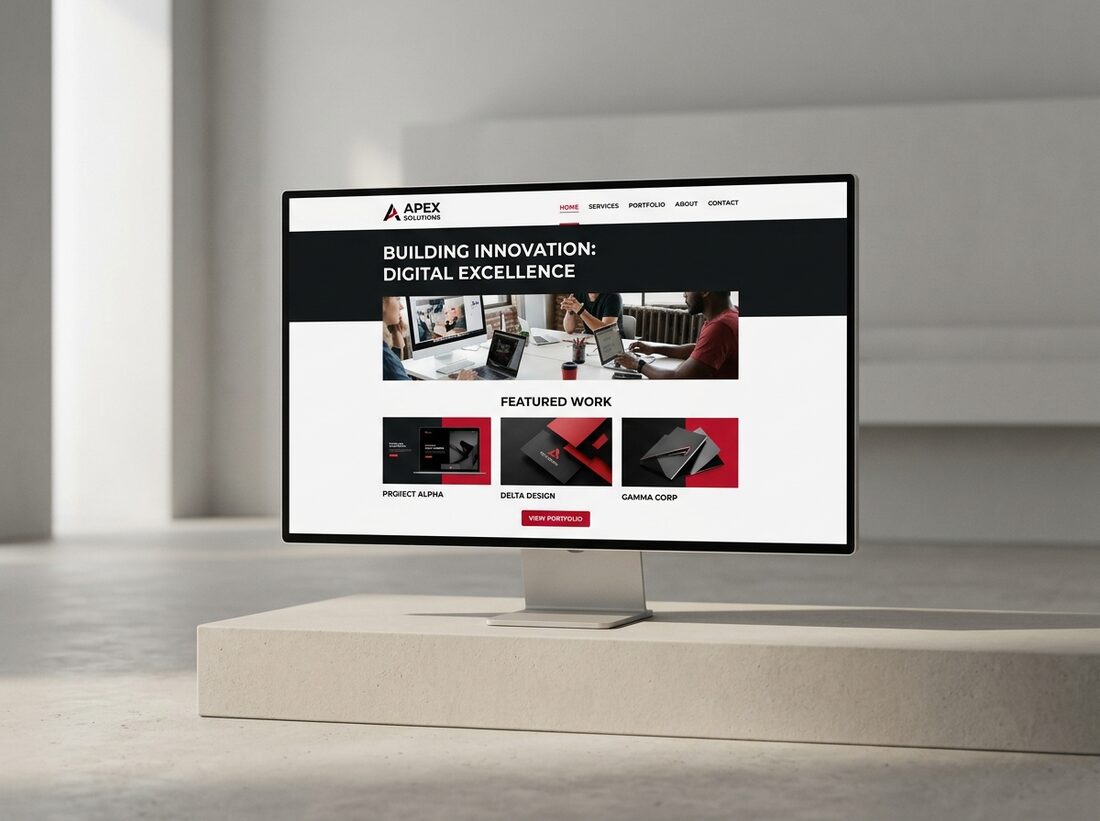 APEX
SOLUTIONS
HOME
SERVICES
PORTFOLIO
ABOUT
CONTACT
BUILDING INNOVATION:
DIGITAL EXCELLENCE
FEATURED WORK
PRGIECT ALPHA
DELTA DESIGN
GAMMA CORP
VIEW PORTFOLIO